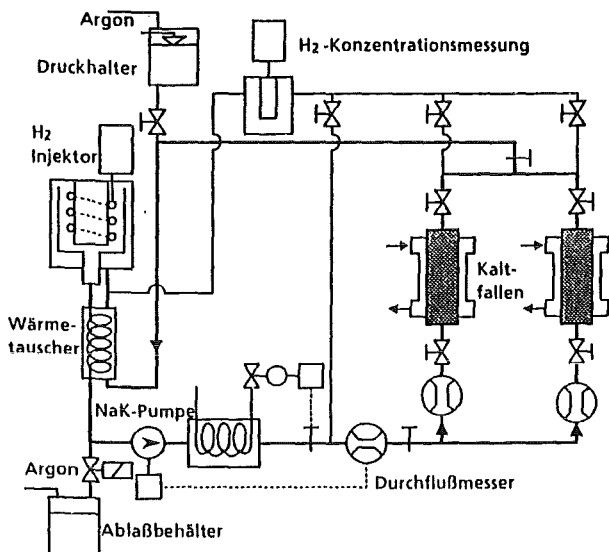 Argon
Druckhalter
H2-Konzentrationsmessung
H2
Injektor
Kalt-
fallen
Wärme-
tauscher
NaK-Pumpe
Argon
Durchflußmesser
Ablaßbehälter